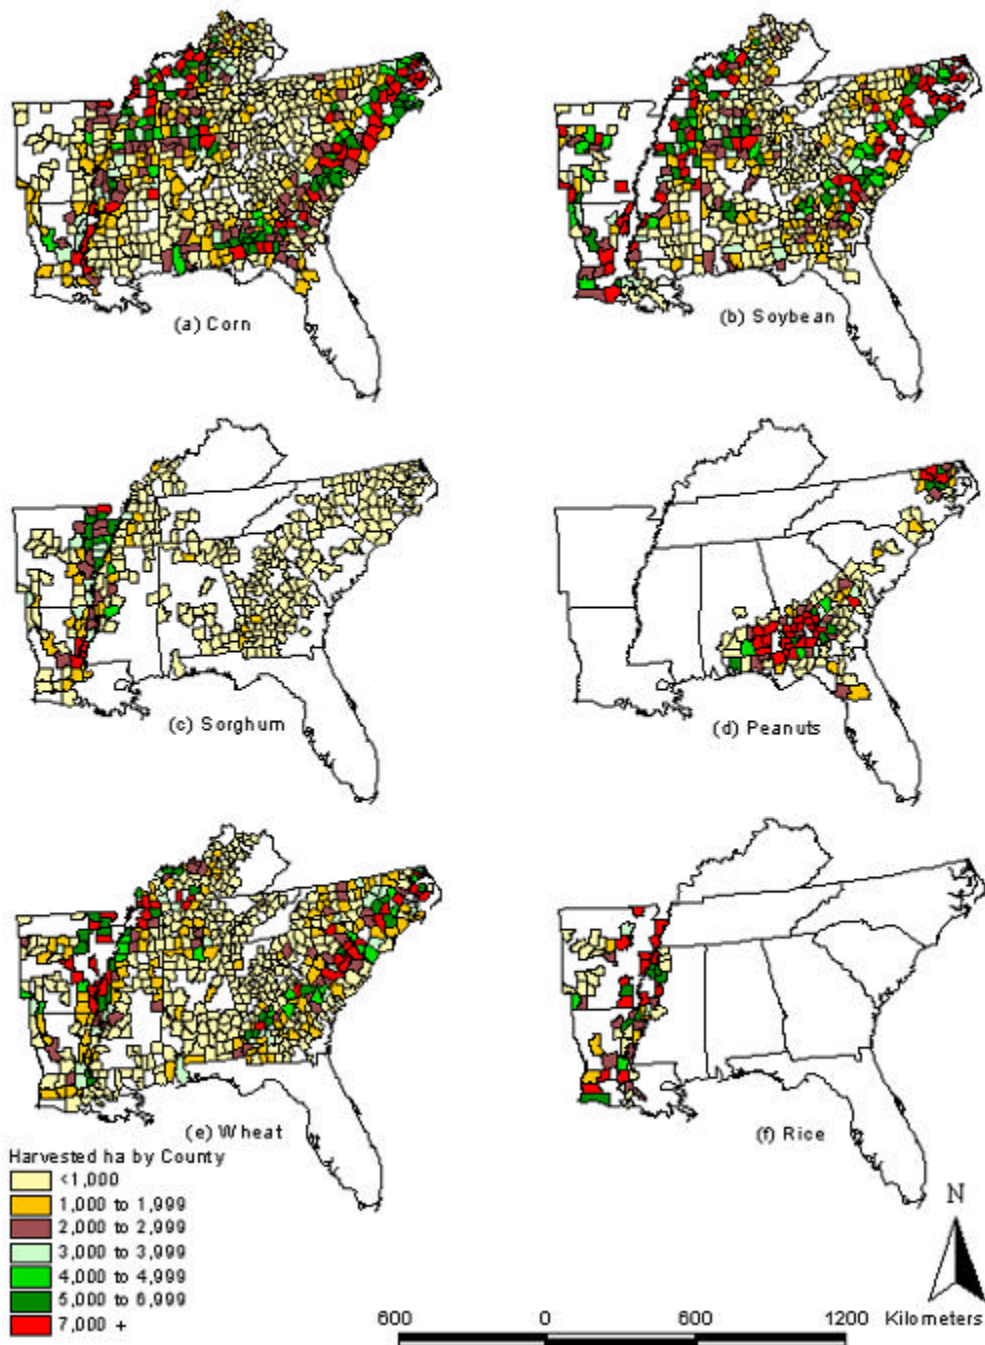 (a) Corn
(b) Soybean
(c) Sorghum
(d) Peanuts
(e) Wheat
(f) Rice
Harvested ha by County
<1,000
1,000 to 1,999
2,000 to 2,999
3,000 to 3,999
4,000 to 4,999
5,000 to 6,999
7,000 +
N
600 0 600 1200 Kilometers